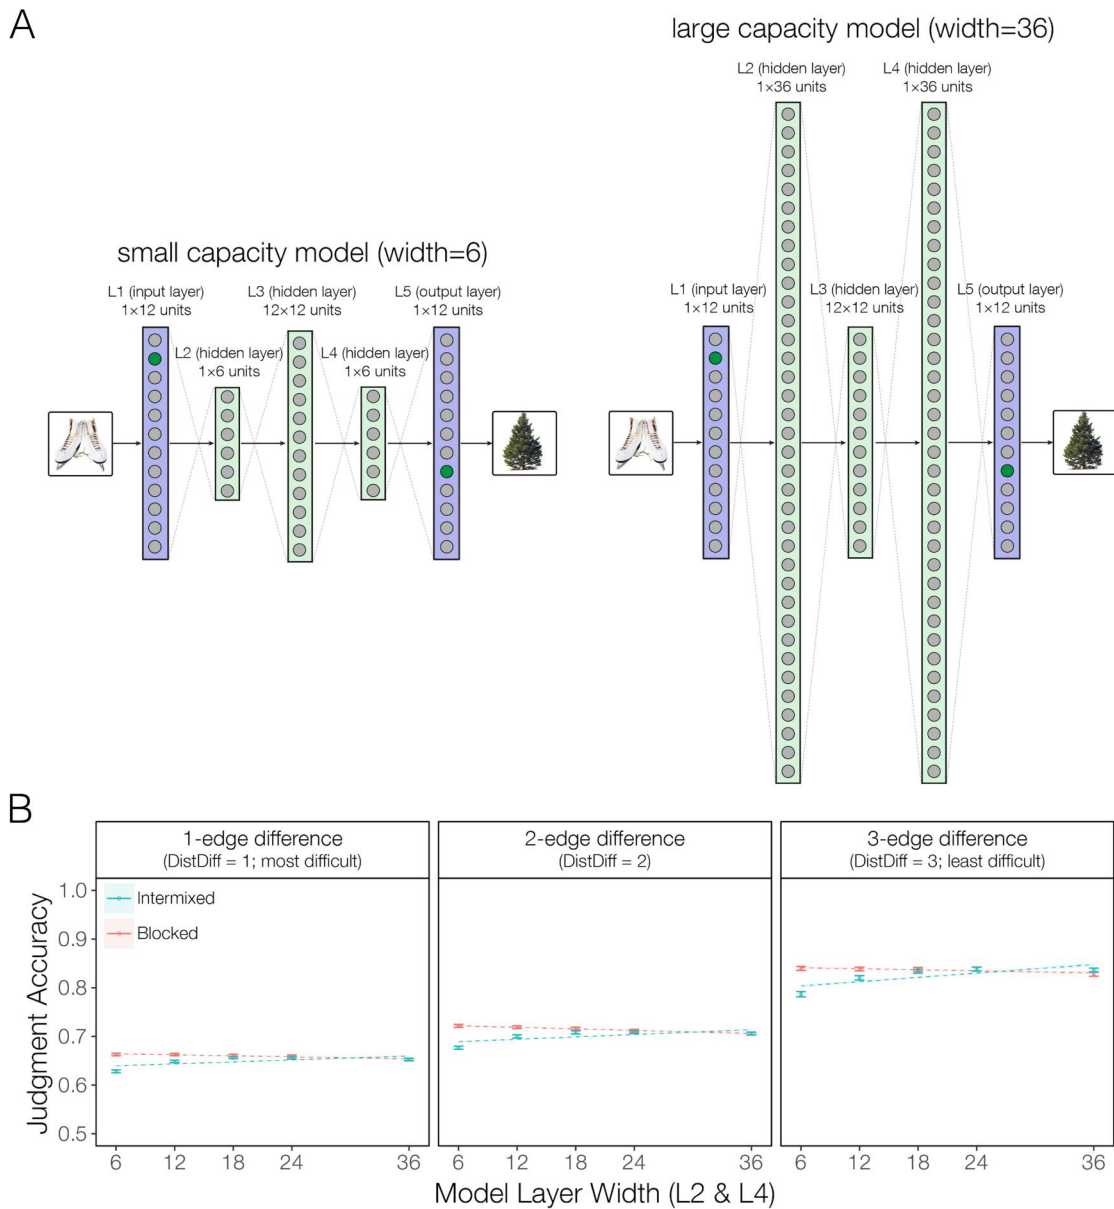 A
large capacity model (width=36)
L2 (hidden layer)
1×36 units
L4 (hidden layer)
1×36 units
small capacity model (width=6)
L1 (input layer)
1×12 units
L3 (hidden layer)
12×12 units
L5 (output layer)
1×12 units
L2 (hidden layer)
1×6 units
L4 (hidden layer)
1×6 units
L1 (input layer)
1×12 units
L3 (hidden layer)
12×12 units
L5 (output layer)
1×12 units
B
1-edge difference
(DistDiff = 1; most difficult)
2-edge difference
(DistDiff = 2)
3-edge difference
(DistDiff = 3; least difficult)
Intermixed
Blocked
Judgment Accuracy
1.0
0.9
0.8
0.7
0.6
0.5
6 12 18 24 36
6 12 18 24 36
6 12 18 24 36
Model Layer Width (L2 & L4)